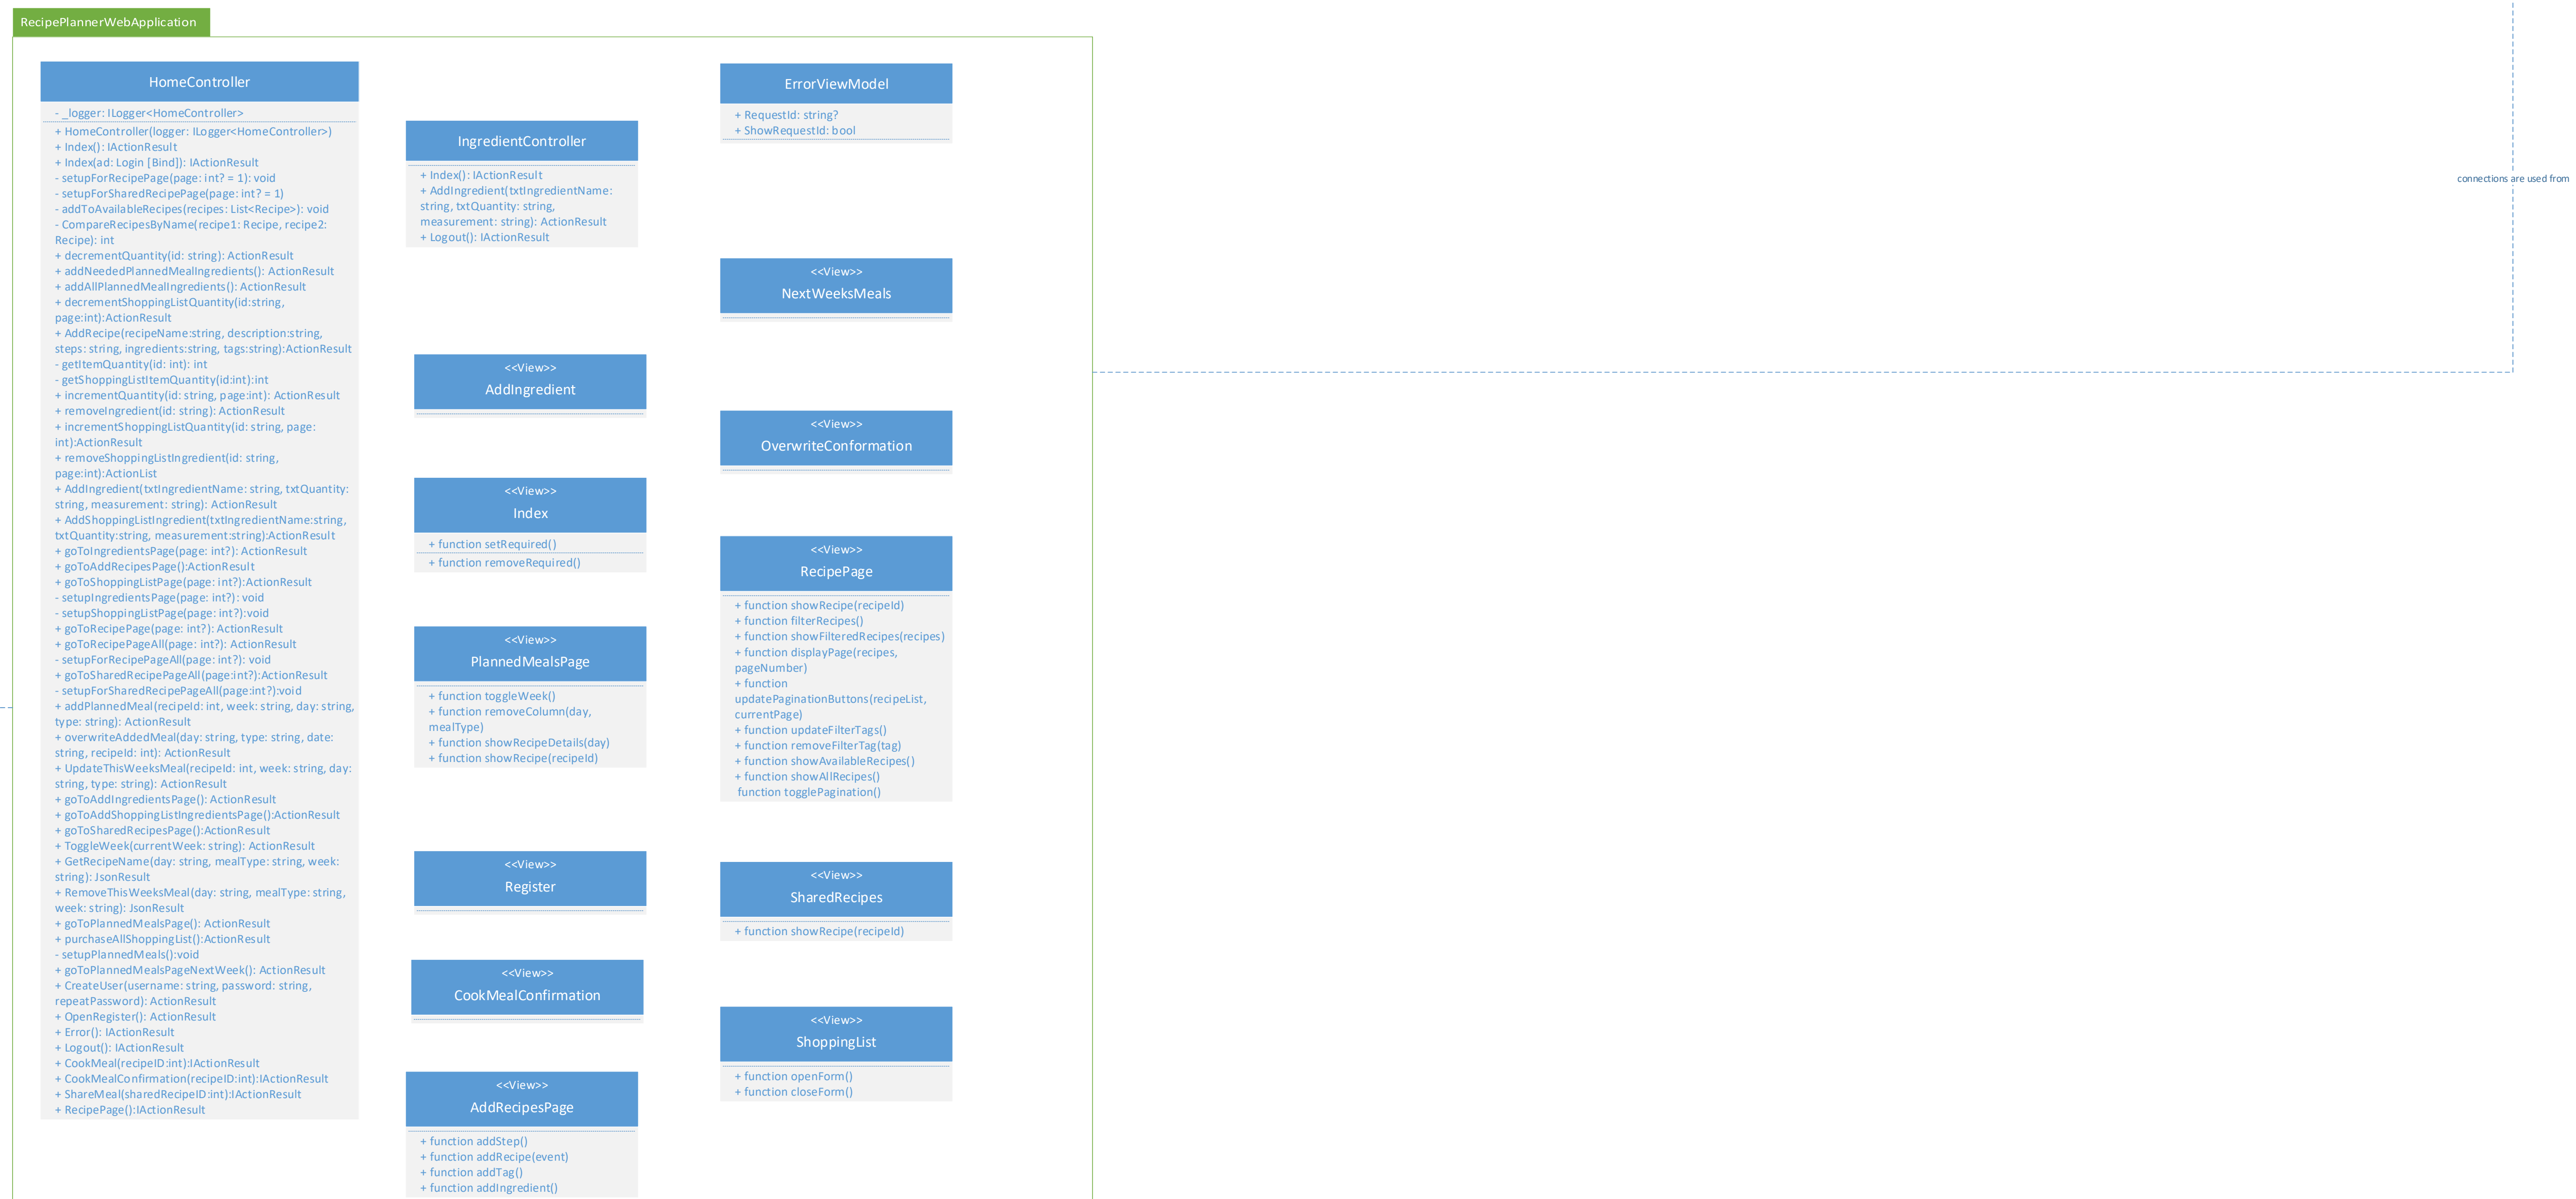 RecipePlannerWebApplication
HomeController
- _logger: ILogger<HomeController>
+ HomeController(logger: ILogger<HomeController>)
+ Index(): IActionResult
+ Index(ad: Login [Bind]): IActionResult
- setupForRecipePage(page: int? = 1): void
- setupForSharedRecipePage(page: int? = 1)
- addToAvailableRecipes(recipes: List<Recipe>): void
- CompareRecipesByName(recipe1: Recipe, recipe2:
Recipe): int
+ decrementQuantity(id: string): ActionResult
+ addNeededPlannedMealIngredients(): ActionResult
+ addAllPlannedMealIngredients(): ActionResult
+ decrementShoppingListQuantity(id:string,
page:int):ActionResult
+ AddRecipe(recipeName:string, description:string,
steps: string, ingredients:string, tags:string):ActionResult
- getItemQuantity(id: int): int
- getShoppingListItemQuantity(id:int):int
+ incrementQuantity(id: string, page:int): ActionResult
+ removeIngredient(id: string): ActionResult
+ incrementShoppingListQuantity(id: string, page:
int):ActionResult
+ removeShoppingListIngredient(id: string,
page:int):ActionList
+ AddIngredient(txtIngredientName: string, txtQuantity:
string, measurement: string): ActionResult
+ AddShoppingListIngredient(txtIngredientName:string,
txtQuantity:string, measurement:string):ActionResult
+ goToIngredientsPage(page: int?): ActionResult
+ goToAddRecipesPage():ActionResult
+ goToShoppingListPage(page: int?):ActionResult
- setupIngredientsPage(page: int?): void
- setupShoppingListPage(page: int?):void
+ goToRecipePage(page: int?): ActionResult
+ goToRecipePageAll(page: int?): ActionResult
- setupForRecipePageAll(page: int?): void
+ goToSharedRecipePageAll(page:int?):ActionResult
- setupForSharedRecipePageAll(page:int?):void
+ addPlannedMeal(recipeId: int, week: string, day: string,
type: string): ActionResult
+ overwriteAddedMeal(day: string, type: string, date:
string, recipeId: int): ActionResult
+ UpdateThisWeeksMeal(recipeId: int, week: string, day:
string, type: string): ActionResult
+ goToAddIngredientsPage(): ActionResult
+ goToAddShoppingListIngredientsPage():ActionResult
+ goToSharedRecipesPage():ActionResult
+ ToggleWeek(currentWeek: string): ActionResult
+ GetRecipeName(day: string, mealType: string, week:
string): JsonResult
+ RemoveThisWeeksMeal(day: string, mealType: string,
week: string): JsonResult
+ goToPlannedMealsPage(): ActionResult
+ purchaseAllShoppingList():ActionResult
- setupPlannedMeals():void
+ goToPlannedMealsPageNextWeek(): ActionResult
+ CreateUser(username: string, password: string,
repeatPassword): ActionResult
+ OpenRegister(): ActionResult
+ Error(): IActionResult
+ Logout(): IActionResult
+ CookMeal(recipeID:int):IActionResult
+ CookMealConfirmation(recipeID:int):IActionResult
+ ShareMeal(sharedRecipeID:int):IActionResult
+ RecipePage():IActionResult
IngredientController
+ Index(): IActionResult
+ AddIngredient(txtIngredientName:
string, txtQuantity: string,
measurement: string): ActionResult
+ Logout(): IActionResult
<<View>>
AddIngredient
<<View>>
Index
+ function setRequired()
+ function removeRequired()
<<View>>
PlannedMealsPage
+ function toggleWeek()
+ function removeColumn(day,
mealType)
+ function showRecipeDetails(day)
+ function showRecipe(recipeId)
<<View>>
Register
<<View>>
CookMealConfirmation
<<View>>
AddRecipesPage
+ function addStep()
+ function addRecipe(event)
+ function addTag()
+ function addIngredient()
ErrorViewModel
+ RequestId: string?
+ ShowRequestId: bool
<<View>>
NextWeeksMeals
<<View>>
OverwriteConformation
<<View>>
RecipePage
+ function showRecipe(recipeId)
+ function filterRecipes()
+ function showFilteredRecipes(recipes)
+ function displayPage(recipes,
pageNumber)
+ function
updatePaginationButtons(recipeList,
currentPage)
+ function updateFilterTags()
+ function removeFilterTag(tag)
+ function showAvailableRecipes()
+ function showAllRecipes()
function togglePagination()
<<View>>
SharedRecipes
+ function showRecipe(recipeId)
<<View>>
ShoppingList
+ function openForm()
+ function closeForm()
connections are used from